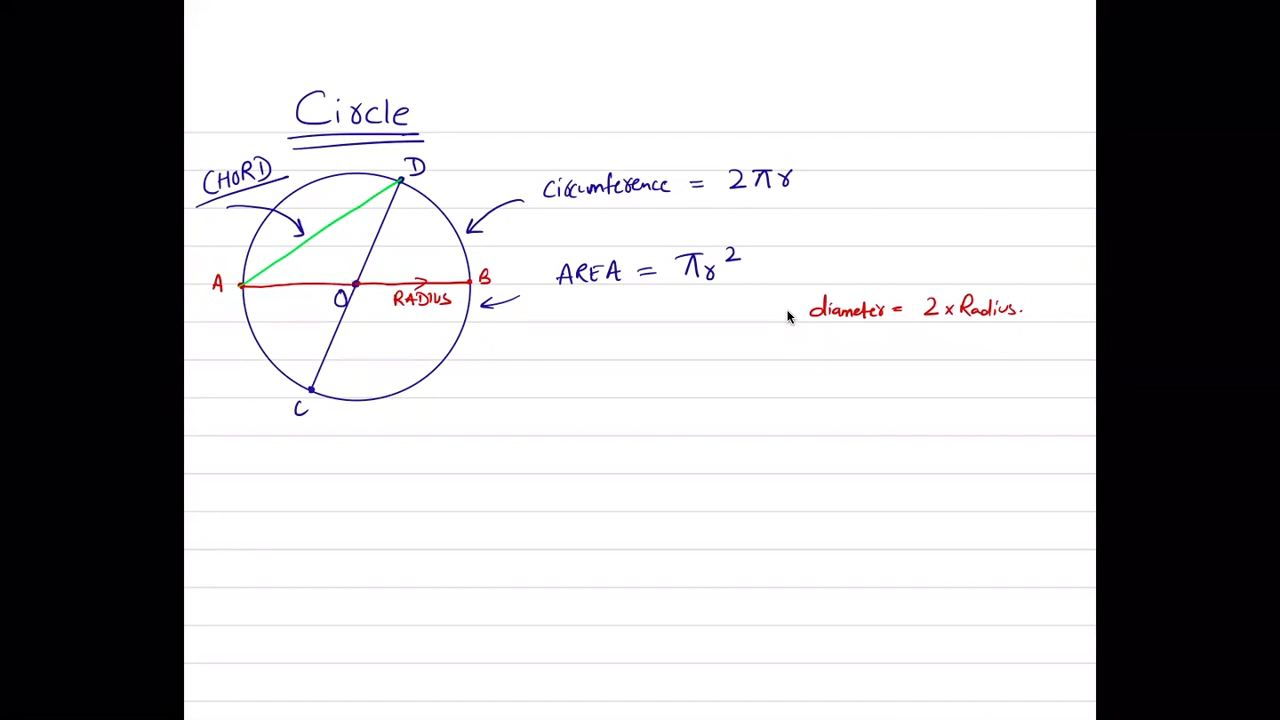 Circle
CHORD
D
Circumference = 2πr
A
O
RADIUS
B
AREA = πr²
diameter = 2 x Radius.
C